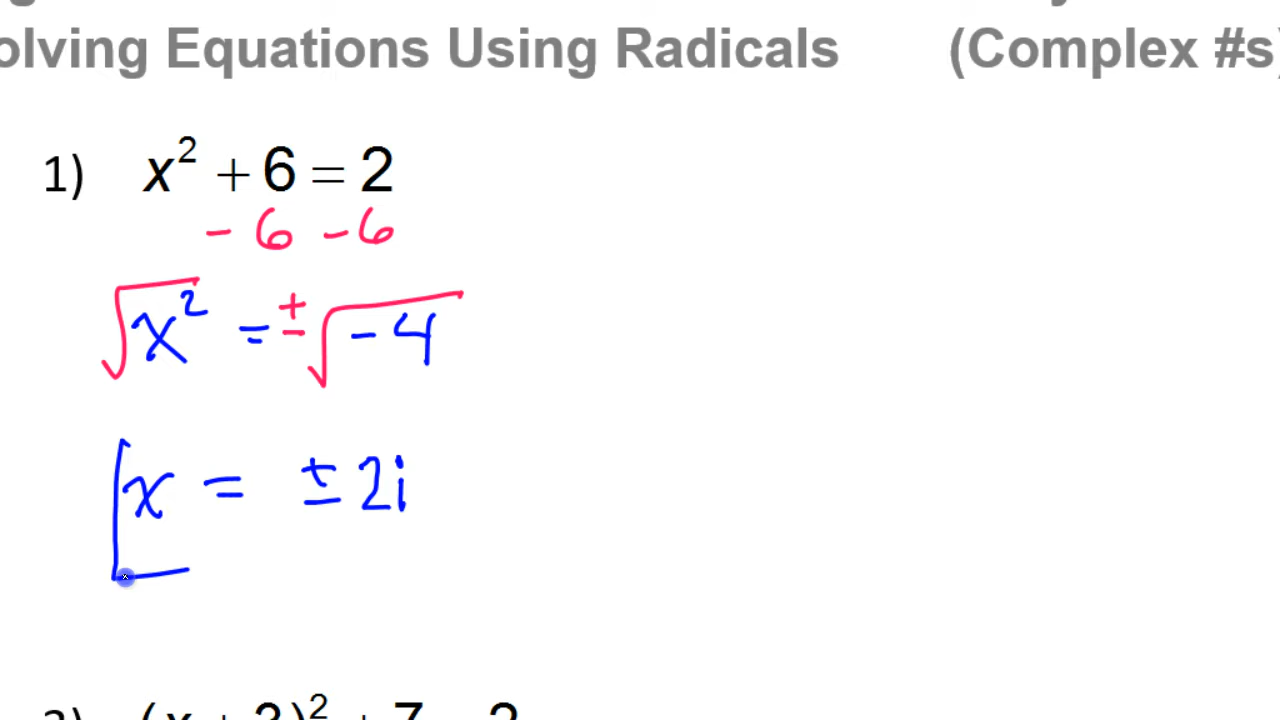 olving Equations Using Radicals (Complex #s)
1) x² + 6 = 2
- 6 - 6
√x² = ±√-4
x = ±2i